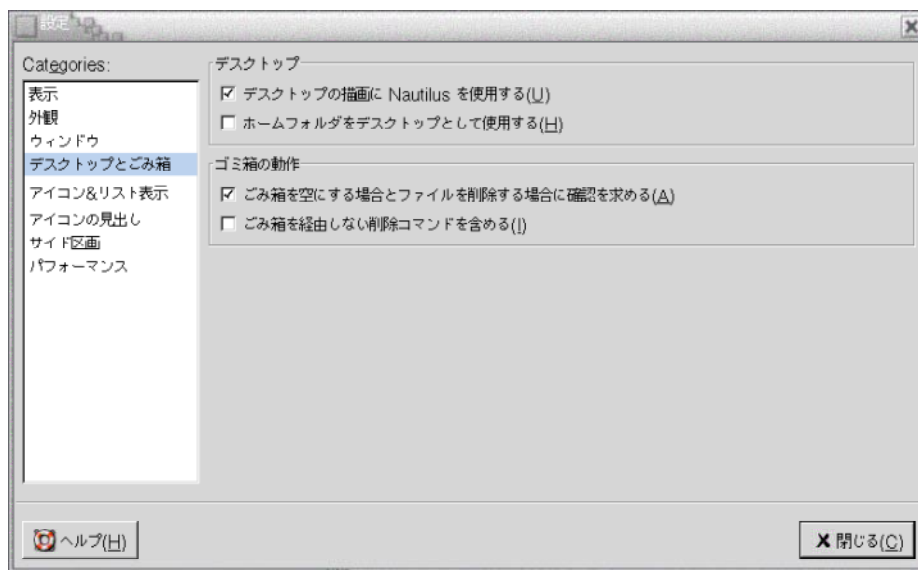 設定
Categories:
表示
外観
ウィンドウ
デスクトップとごみ箱
アイコン&リスト表示
アイコンの見出し
サイド区画
パフォーマンス
デスクトップ
デスクトップの描画に Nautilus を使用する(U)
ホームフォルダをデスクトップとして使用する(H)
ゴミ箱の動作
ごみ箱を空にする場合とファイルを削除する場合に確認を求める(A)
ごみ箱を経由しない削除コマンドを含める(I)
ヘルプ(H)
閉じる(C)